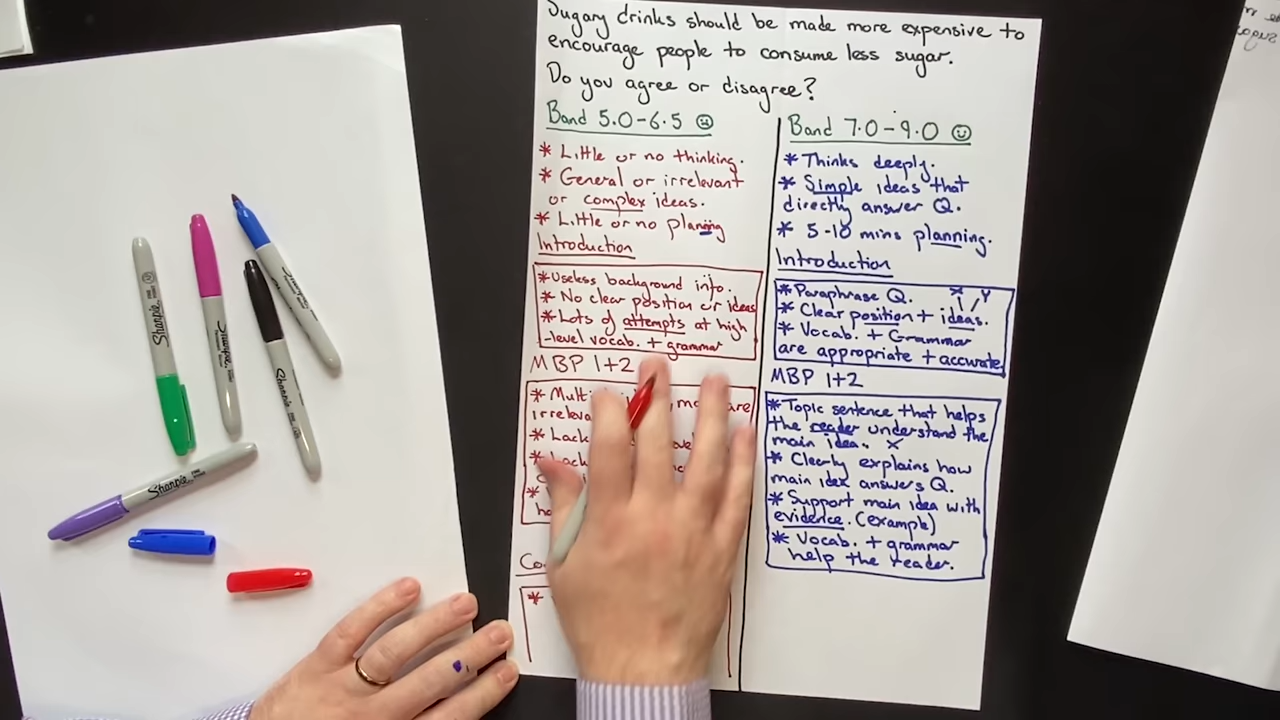 Sugary drinks should be made more expensive to
encourage people to consume less sugar.
Do you agree or disagree?
Band 5.0-6.5
* Little or no thinking.
* General or irrelevant
or complex ideas.
* Little or no planning
Introduction
* Useless background info.
* No clear position or ideas
* Lots of attempts at high
-level vocab. + grammar
MBP 1+2
* Multi
* Lack
* Lack
*
*
Band 7.0-9.0
* Thinks deeply.
* Simple ideas that
directly answer Q.
* 5-10 mins planning.
Introduction
* Paraphrase Q. X Y
* Clear position + ideas.
* Vocab. + Grammar
are appropriate + accurate
MBP 1+2
* Topic sentence that helps
the reader understand the
main idea. X
* Clearly explains how
main idea answers Q.
* Support main idea with
evidence. (example)
* Vocab. + grammar
help the reader.
Sharpie
Sharpie
Sharpie